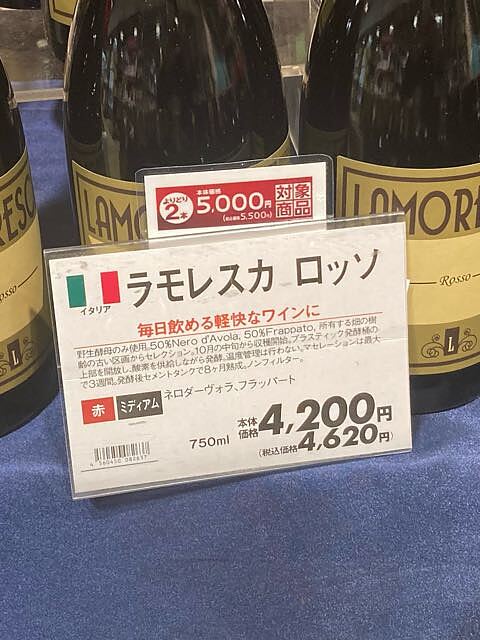 LAMORE
LAMORE
RESC
Rosso
Rosso
L
L
よりどり
2本
本体価格
5,000円
(税込価格5,500円)
対象
商品
イタリア
ラモレスカ ロッソ
毎日飲める軽快なワインに
野生酵母のみ使用。50%Nero d'Avola, 50%Frappato, 所有する畑の樹
齢の古い区画からセレクション。10月の中旬から収穫開始。プラスティック発酵桶の
上部を開放し、酸素を供給しながら発酵。温度管理は行わない。マセレーションは最大
で3週間。発酵後セメントタンクで8ヶ月熟成。ノンフィルター。
赤
ミディアム
ネロダーヴォラ、フラッパート
750ml
本体
価格
4,200円
(税込価格4,620円)
4 560450 082837